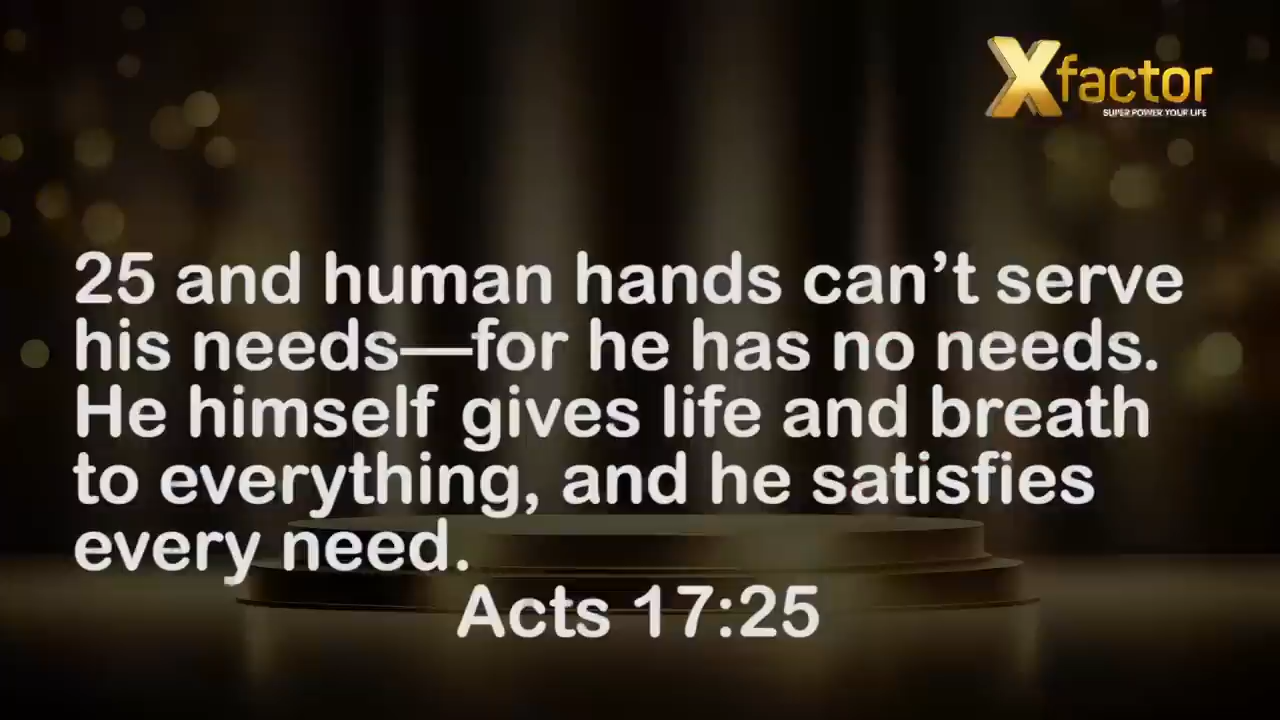 Xfactor
SUPER POWER YOUR LIFE
25 and human hands can’t serve
his needs—for he has no needs.
He himself gives life and breath
to everything, and he satisfies
every need.
Acts 17:25